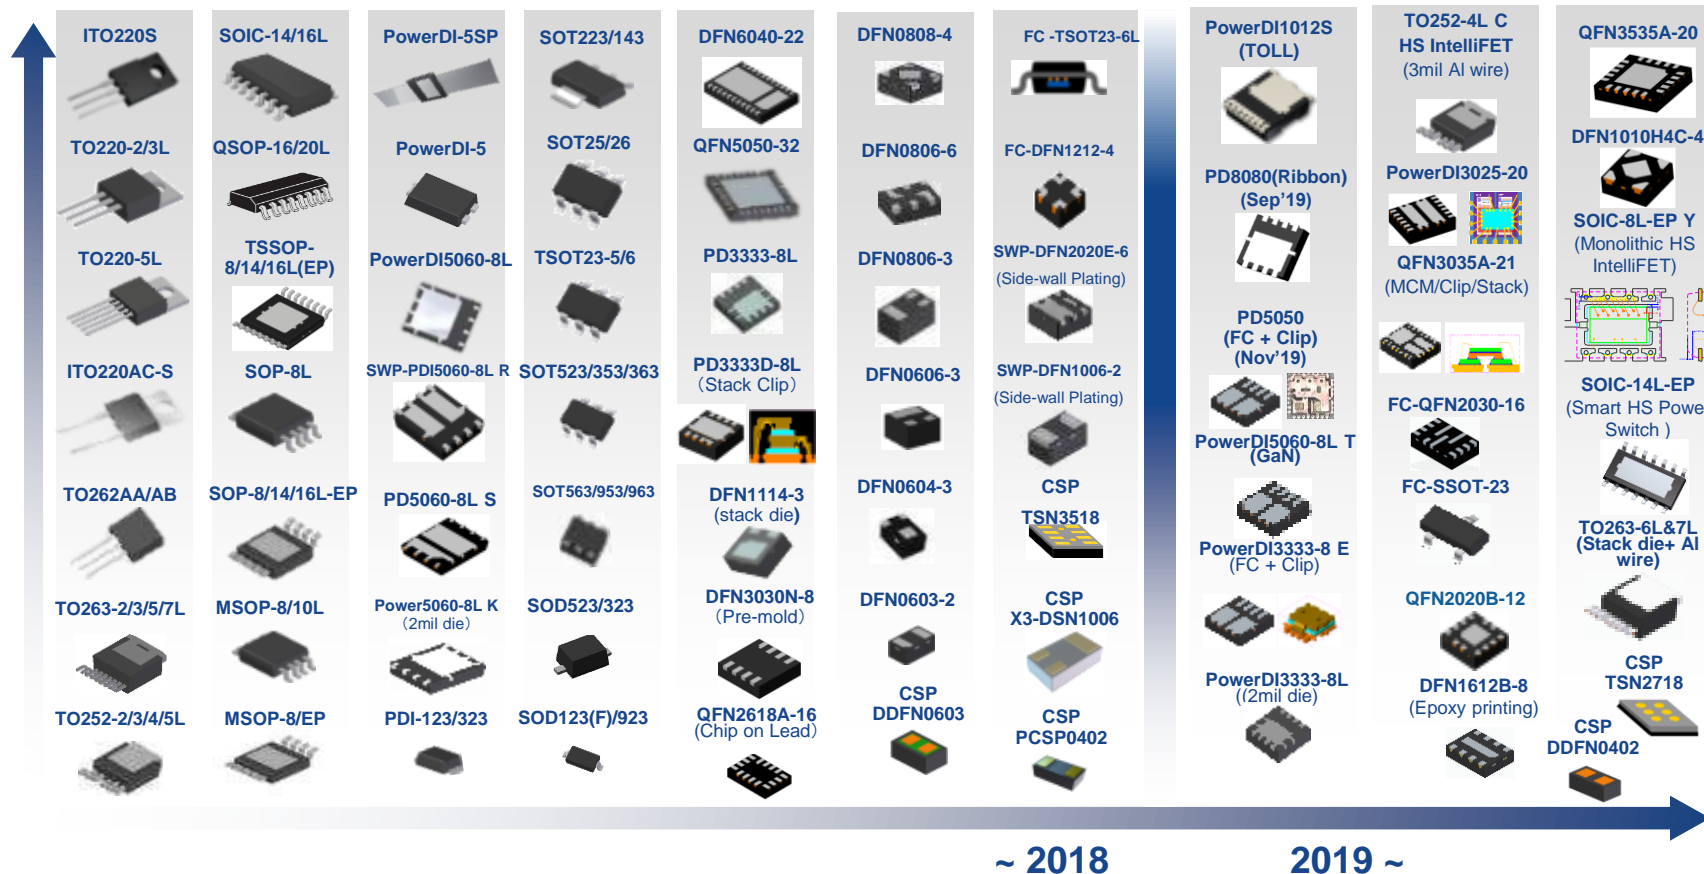 ITO220S
TO220-2/3L
TO220-5L
ITO220AC-S
TO262AA/AB
TO263-2/3/5/7L
TO252-2/3/4/5L
SOIC-14/16L
QSOP-16/20L
TSSOP-
8/14/16L(EP)
SOP-8L
SOP-8/14/16L-EP
MSOP-8/10L
MSOP-8/EP
PowerDI-5SP
PowerDI-5
PowerDI5060-8L
SWP-PDI5060-8L R
PD5060-8L S
Power5060-8L K
（2mil die）
PDI-123/323
SOT223/143
SOT25/26
TSOT23-5/6
SOT523/353/363
SOT563/953/963
SOD523/323
SOD123(F)/923
DFN6040-22
QFN5050-32
PD3333-8L
PD3333D-8L
（Stack Clip）
DFN1114-3
(stack die)
DFN3030N-8
（Pre-mold）
QFN2618A-16
(Chip on Lead）
DFN0808-4
DFN0806-6
DFN0806-3
DFN0606-3
DFN0604-3
DFN0603-2
CSP
DDFN0603
FC -TSOT23-6L
FC-DFN1212-4
SWP-DFN2020E-6
(Side-wall Plating)
SWP-DFN1006-2
(Side-wall Plating)
CSP
TSN3518
CSP
X3-DSN1006
CSP
PCSP0402
PowerDI1012S
(TOLL)
PD8080(Ribbon)
(Sep'19)
PD5050
(FC + Clip)
(Nov'19)
PowerDI5060-8L T
(GaN)
PowerDI3333-8 E
(FC + Clip)
PowerDI3333-8L
((2mil die)
TO252-4L C
HS IntelliFET
(3mil Al wire)
PowerDI3025-20
QFN3035A-21
(MCM/Clip/Stack)
FC-QFN2030-16
FC-SSOT-23
QFN2020B-12
DFN1612B-8
(Epoxy printing)
QFN3535A-20
DFN1010H4C-4
SOIC-8L-EP Y
(Monolithic HS
IntelliFET)
SOIC-14L-EP
(Smart HS Powe
Switch )
TO263-6L&7L
(Stack die+ Al
wire)
CSP
TSN2718
CSP
DDFN0402
~ 2018
2019 ~